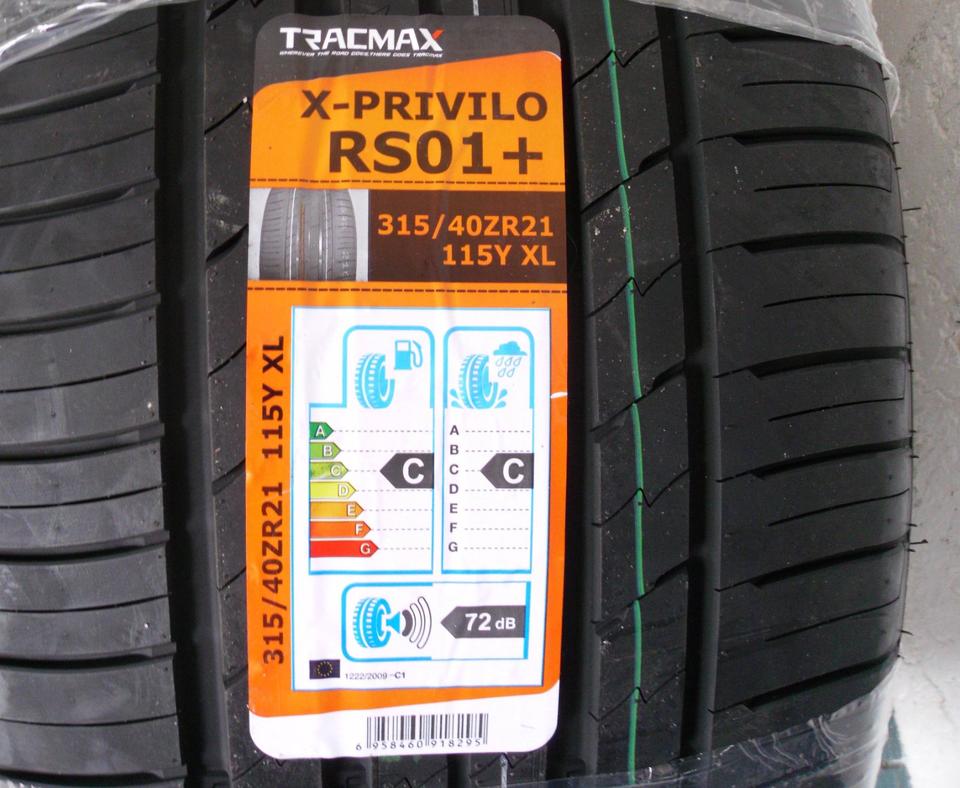 TRACMAX
WHEREVER THE ROAD GOES,THERE GOES TRACMAX
X-PRIVILO
RS01+
315/40ZR21
115Y XL
315/40ZR21 115Y XL
A
B
C
D
E
F
G
C
A
B
C
D
E
F
G
C
72 dB
1222/2009 -C1
6 958460 918295